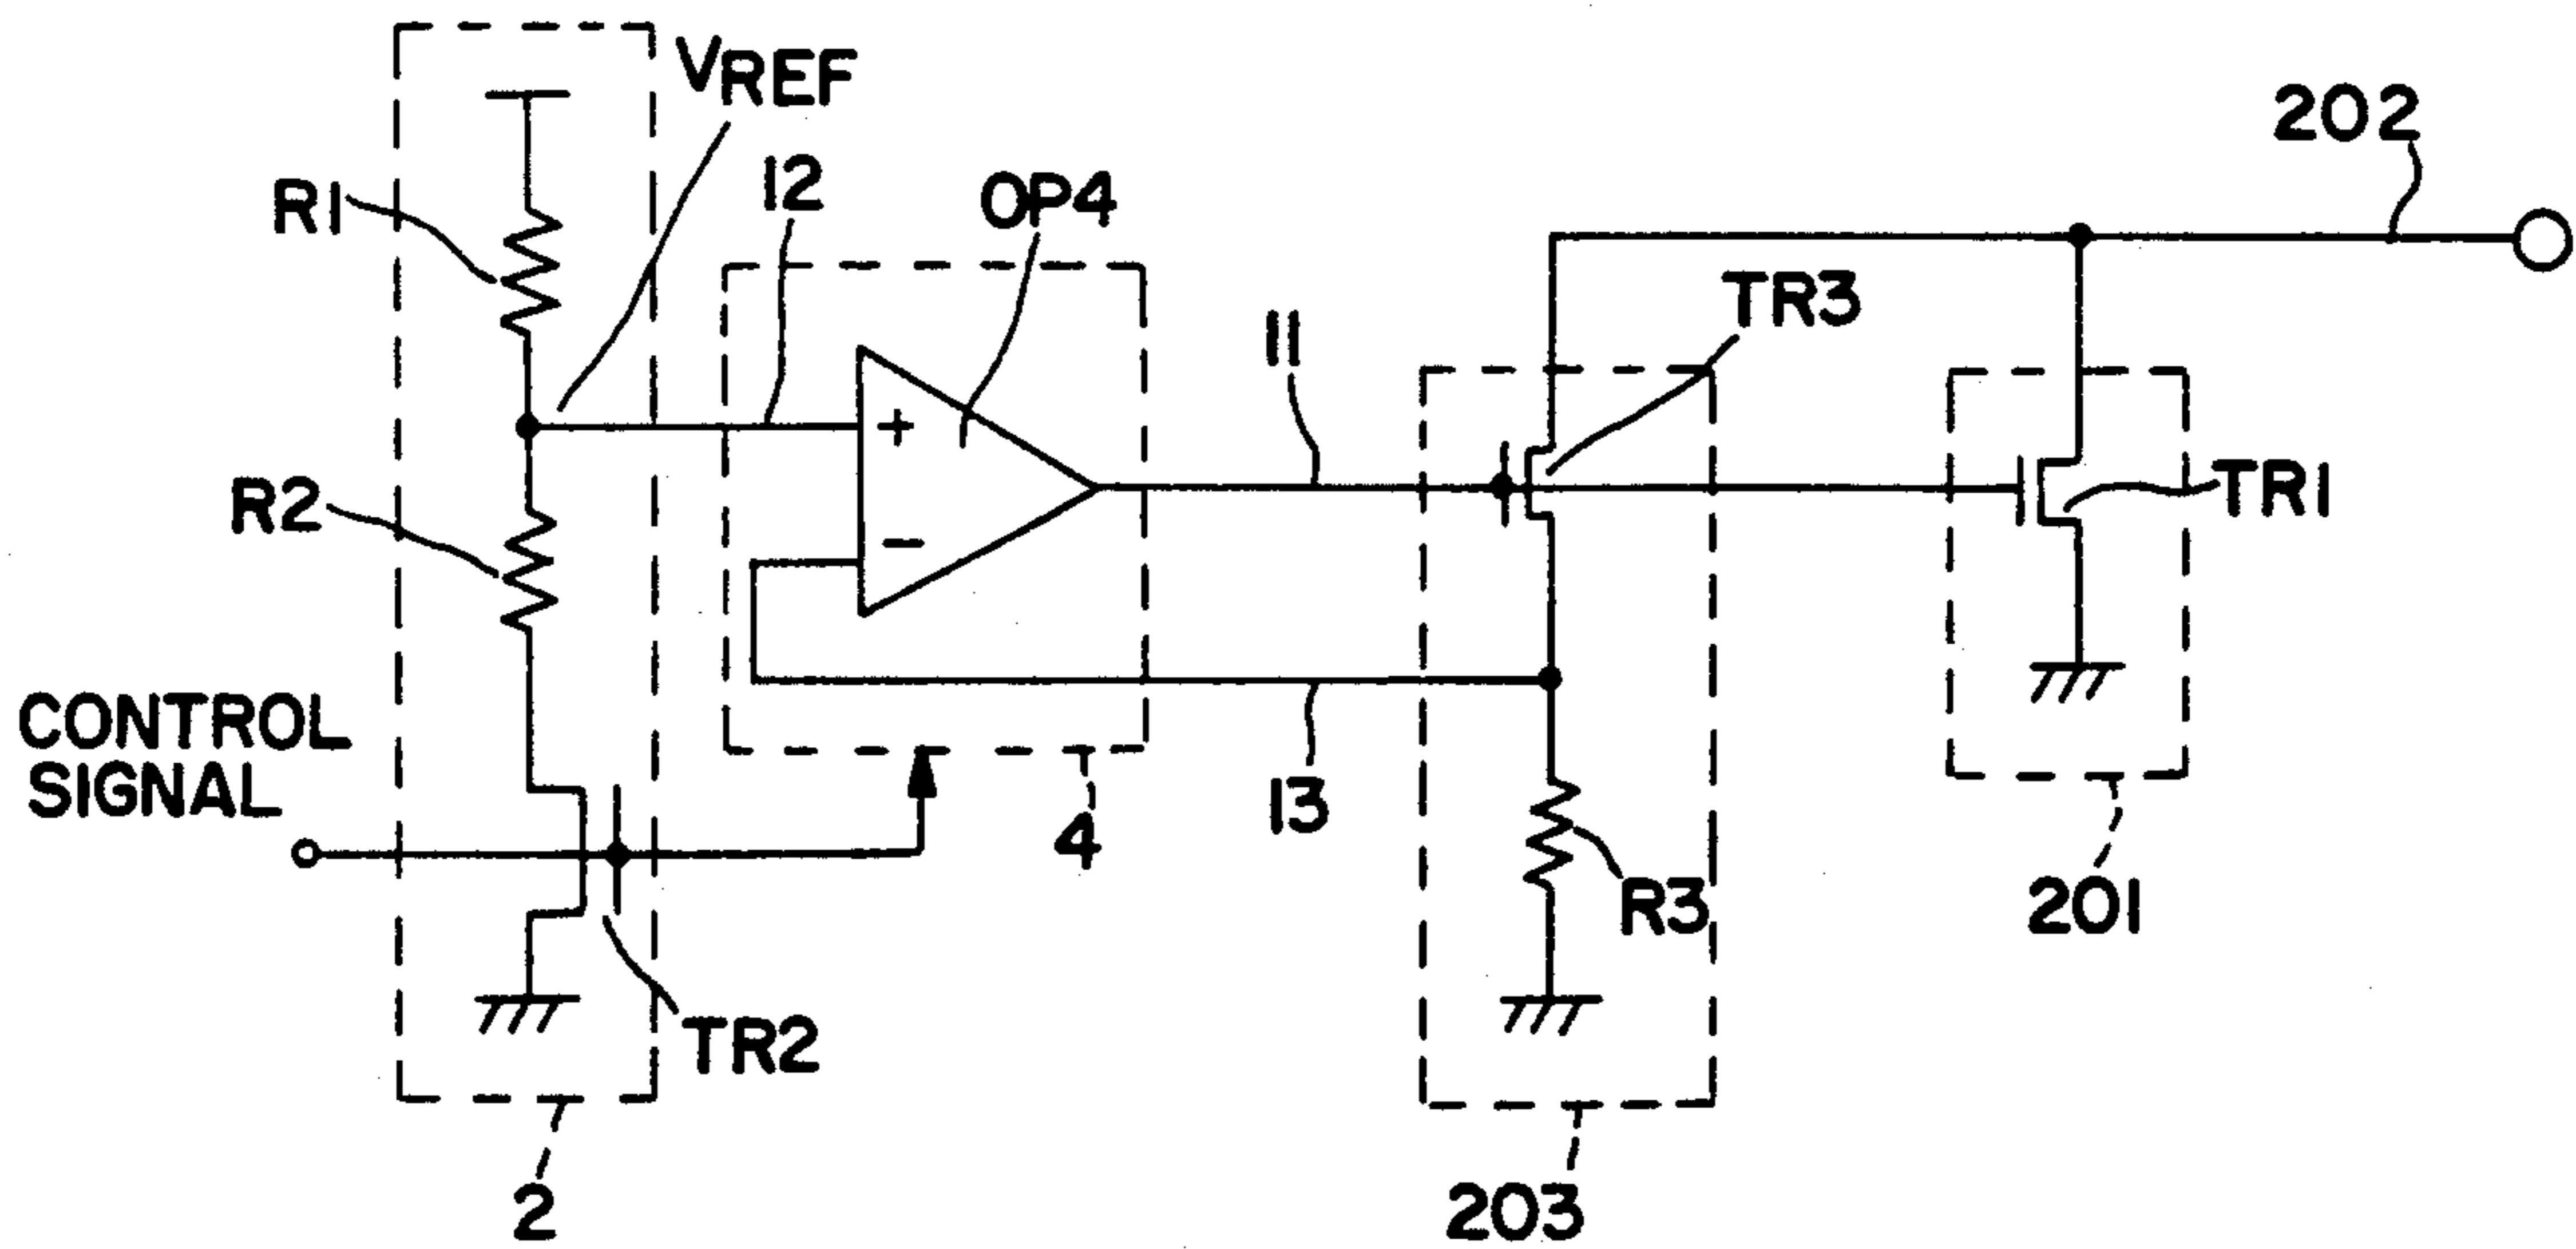 VREF
202
12
OP4
R1
TR3
11
R2
+
TR1
−
CONTROL
SIGNAL
4
13
R3
201
TR2
2
203